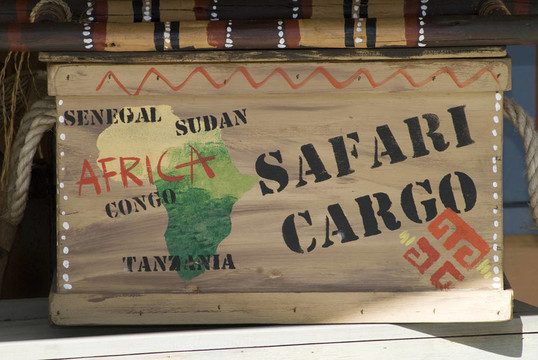 SENEGAL
SUDAN
AFRICA
CONGO
TANZANIA
SAFARI
CARGO